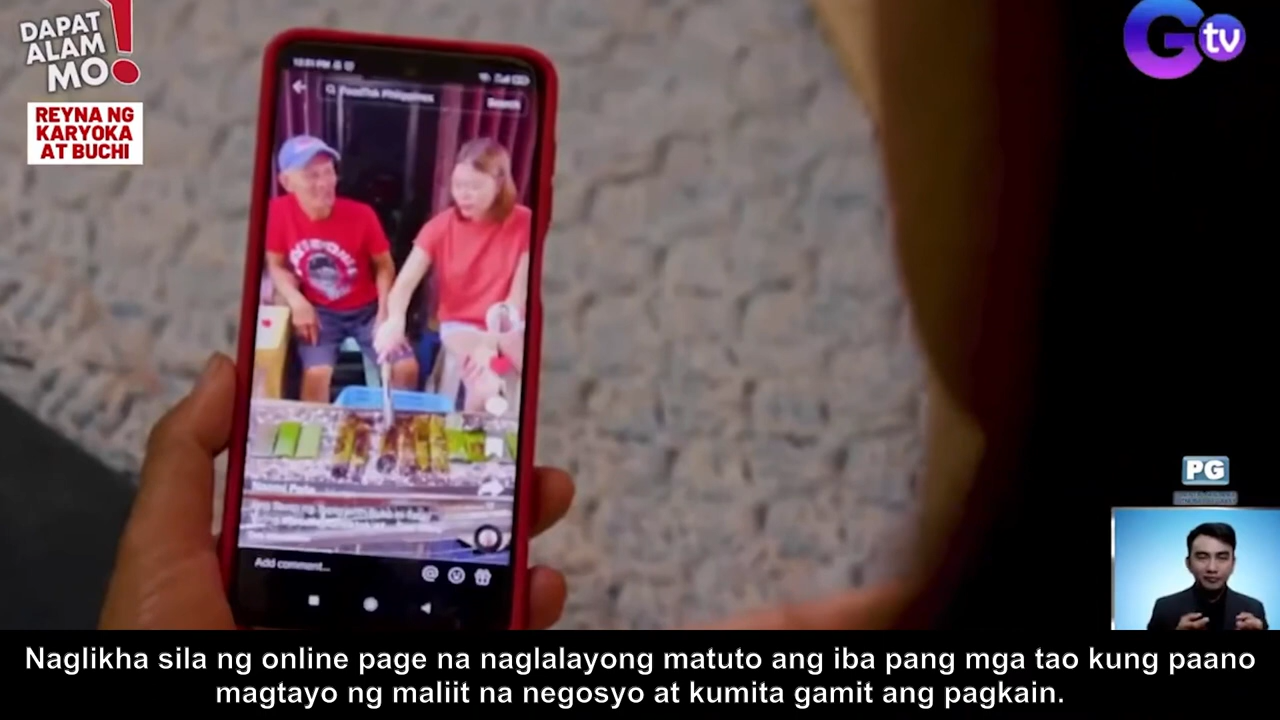 DAPAT
ALAM
MO!
REYNA NG
KARYOKA
AT BUCHI
G tv
Search
Add comment...
PG
Naglikha sila ng online page na naglalayong matuto ang iba pang mga tao kung paano
magtayo ng maliit na negosyo at kumita gamit ang pagkain.